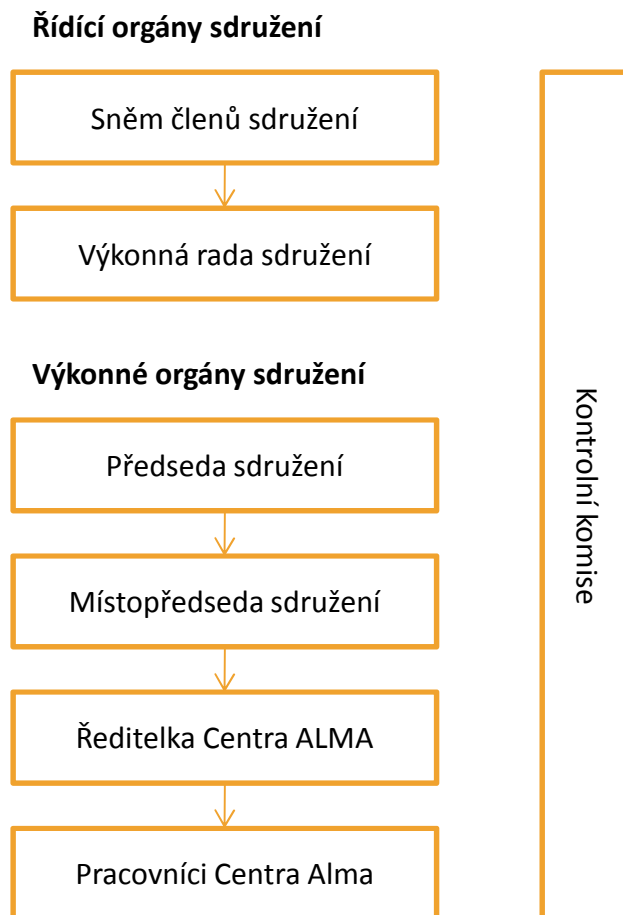 Řídící orgány sdružení
Sněm členů sdružení
Výkonná rada sdružení
Výkonné orgány sdružení
Předseda sdružení
Místopředseda sdružení
Ředitelka Centra ALMA
Pracovníci Centra Alma
Kontrolní komise